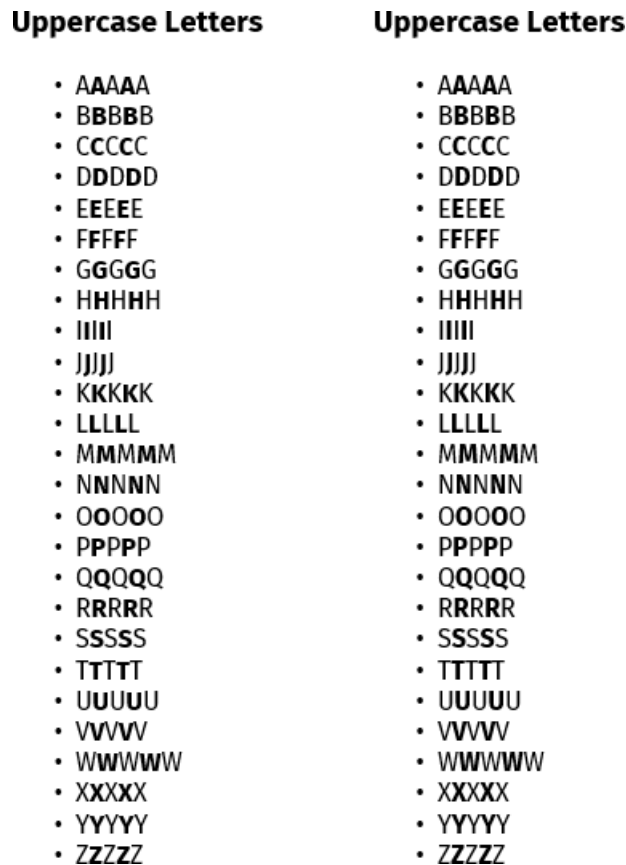 Uppercase Letters Uppercase Letters
• AAAAA • AAAAA
• BBBBB • BBBBB
• CCCCC • CCCCC
• DDDDD • DDDDD
• EEEEE • EEEEE
• FFFFF • FFFFF
• GGGGG • GGGGG
• HHHHH • HHHHH
• IIIII • IIIII
• JJJJJ • JJJJJ
• KKKKK • KKKKK
• LLLLL • LLLLL
• MMMMM • MMMMM
• NNNNN • NNNNN
• OOOOO • OOOOO
• PPPPP • PPPPP
• QQQQQ • QQQQQ
• RRRRR • RRRRR
• SSSSS • SSSSS
• TTTTT • TTTTT
• UUUUU • UUUUU
• VVVVV • VVVVV
• WWWWW • WWWWW
• XXXXX • XXXXX
• YYYYY • YYYYY
• ZZZZZ • ZZZZZ